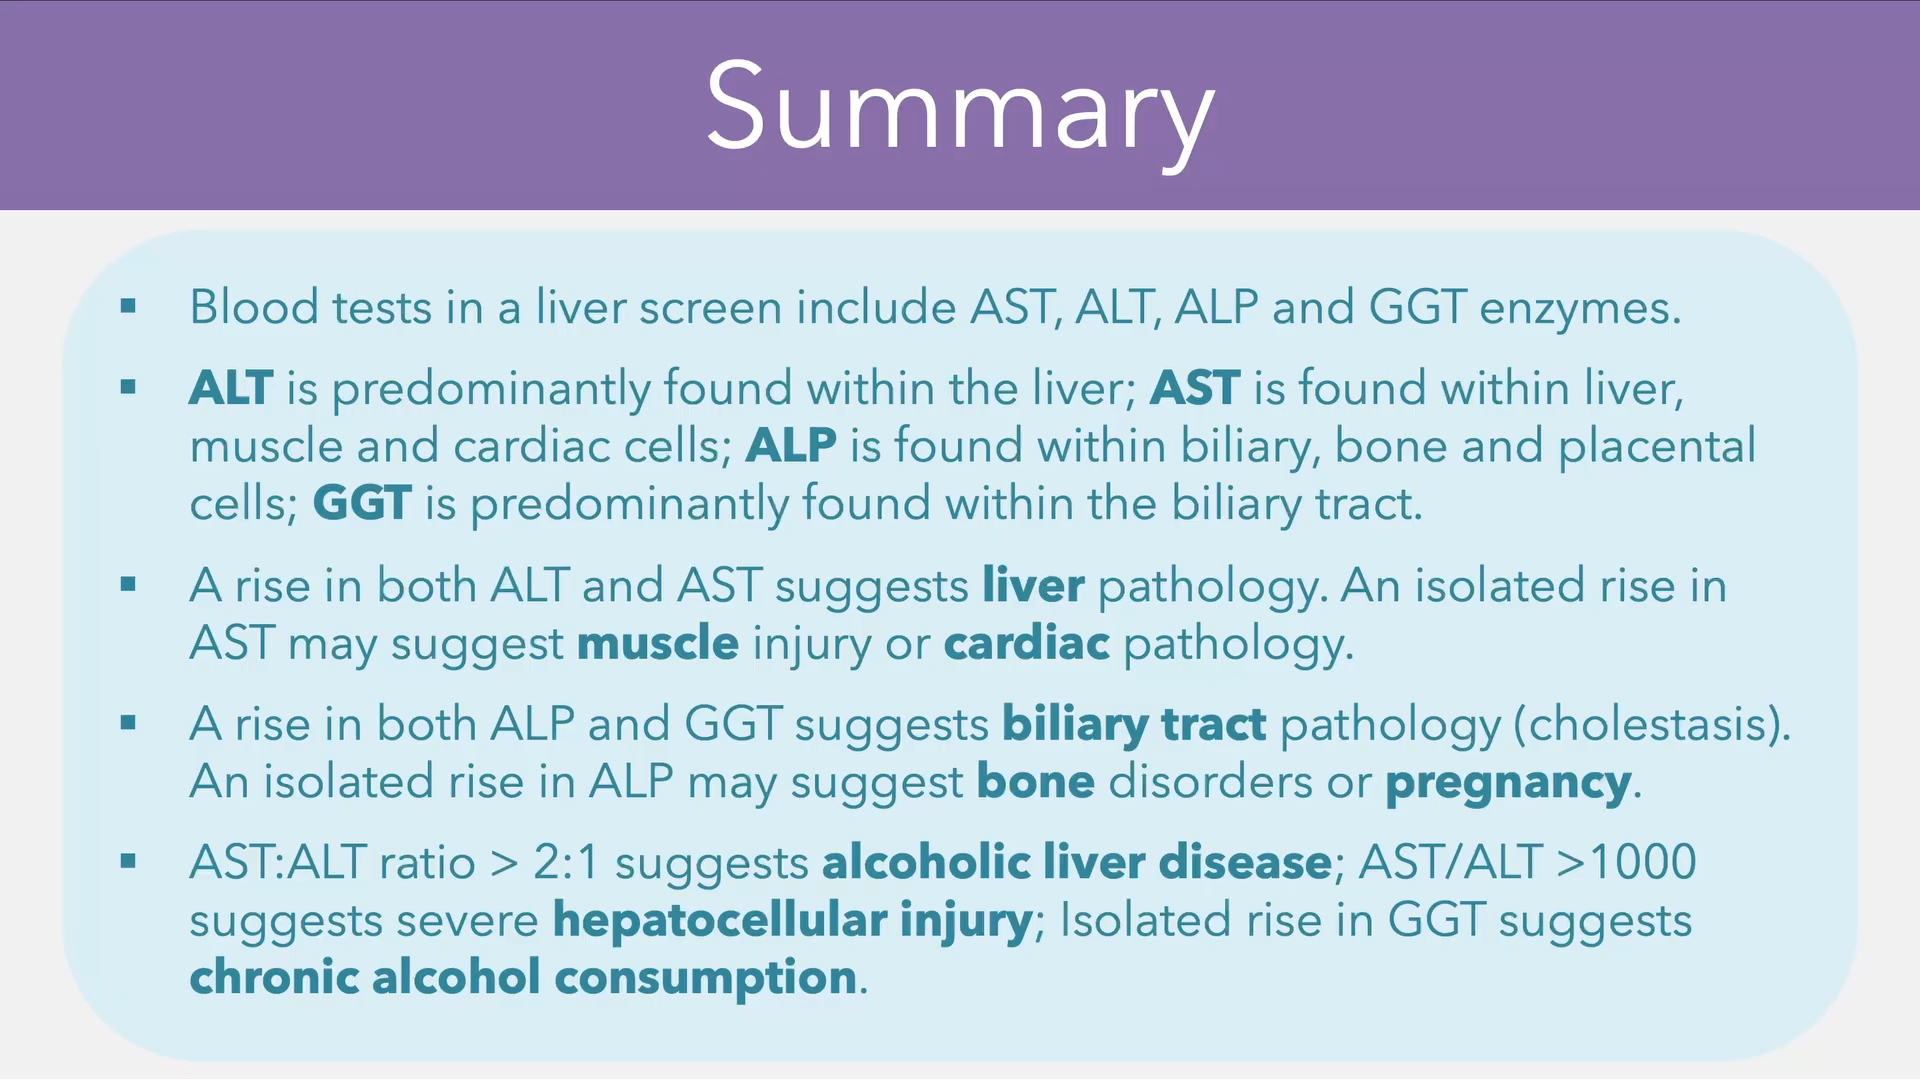 Summary
▪ Blood tests in a liver screen include AST, ALT, ALP and GGT enzymes.
▪ ALT is predominantly found within the liver; AST is found within liver,
muscle and cardiac cells; ALP is found within biliary, bone and placental
cells; GGT is predominantly found within the biliary tract.
▪ A rise in both ALT and AST suggests liver pathology. An isolated rise in
AST may suggest muscle injury or cardiac pathology.
▪ A rise in both ALP and GGT suggests biliary tract pathology (cholestasis).
An isolated rise in ALP may suggest bone disorders or pregnancy.
▪ AST:ALT ratio > 2:1 suggests alcoholic liver disease; AST/ALT >1000
suggests severe hepatocellular injury; Isolated rise in GGT suggests
chronic alcohol consumption.